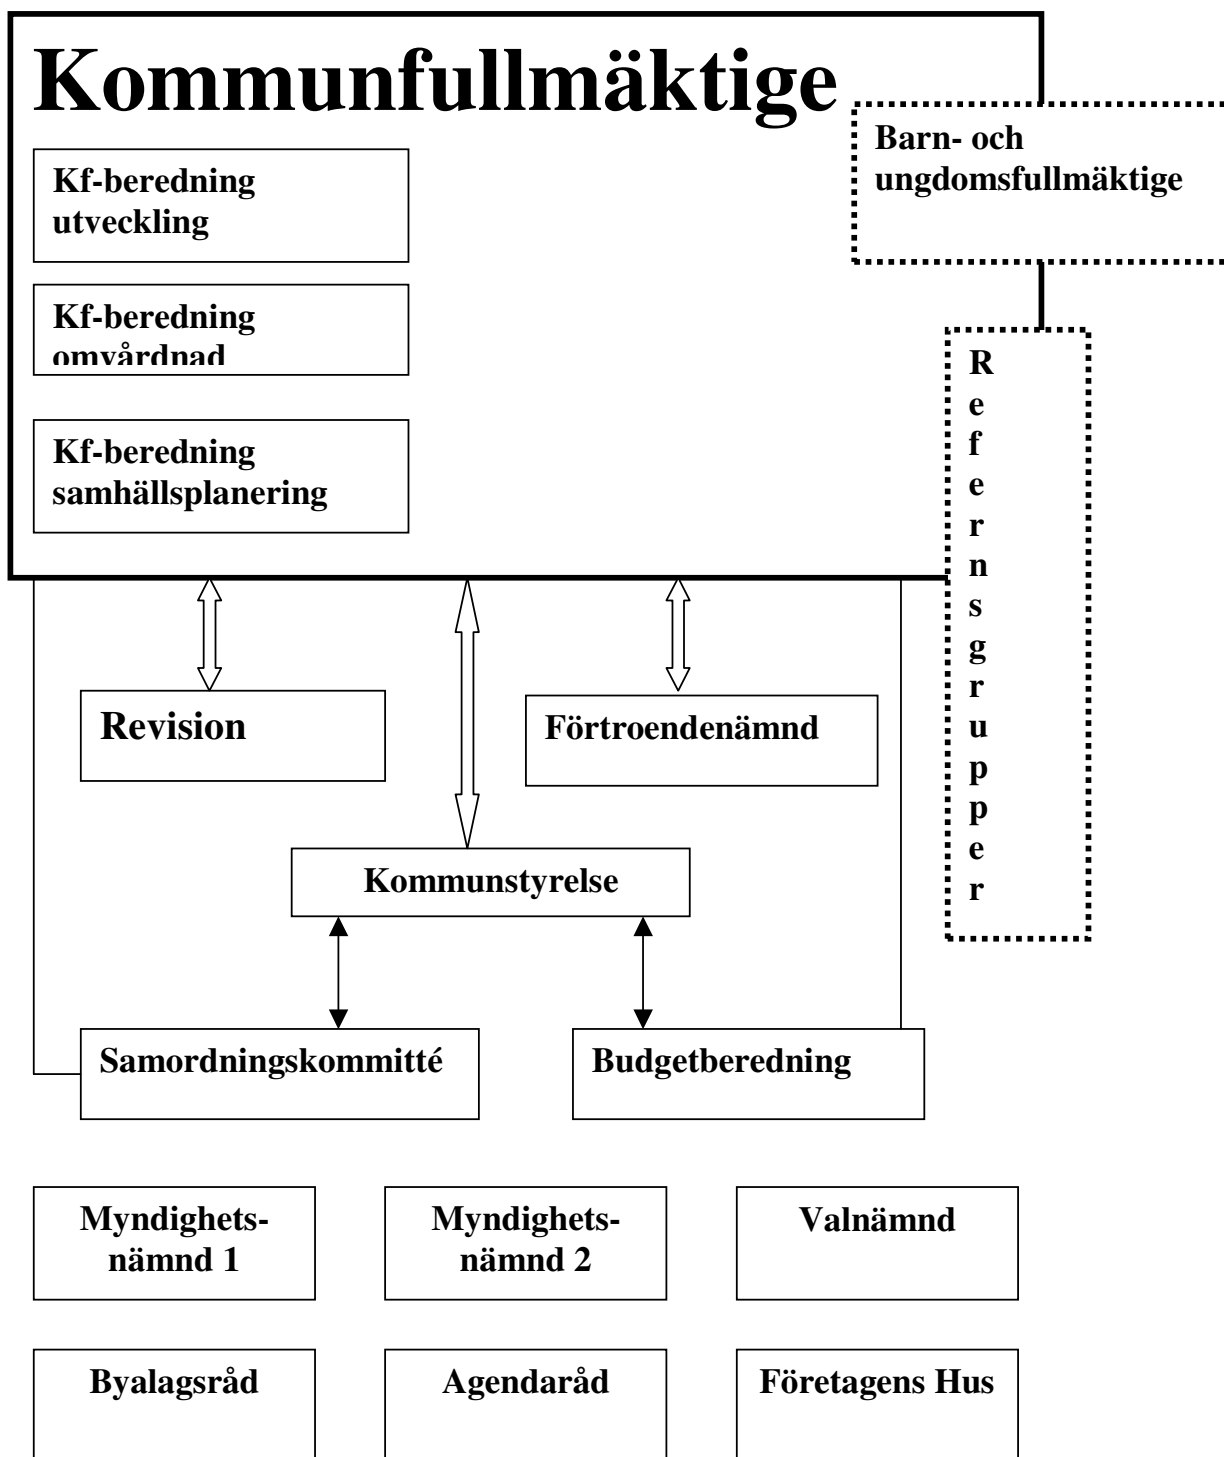 Kommunfullmäktige
Barn- och
ungdomsfullmäktige
Kf-beredning
utveckling
Kf-beredning
omvårdnad
Kf-beredning
samhällsplanering
R
e
f
e
r
n
s
g
r
u
p
p
e
r
Revision
Förtroendenämnd
Kommunstyrelse
Samordningskommitté
Budgetberedning
Myndighets-
nämnd 1
Myndighets-
nämnd 2
Valnämnd
Byalagsråd
Agendaråd
Företagens Hus